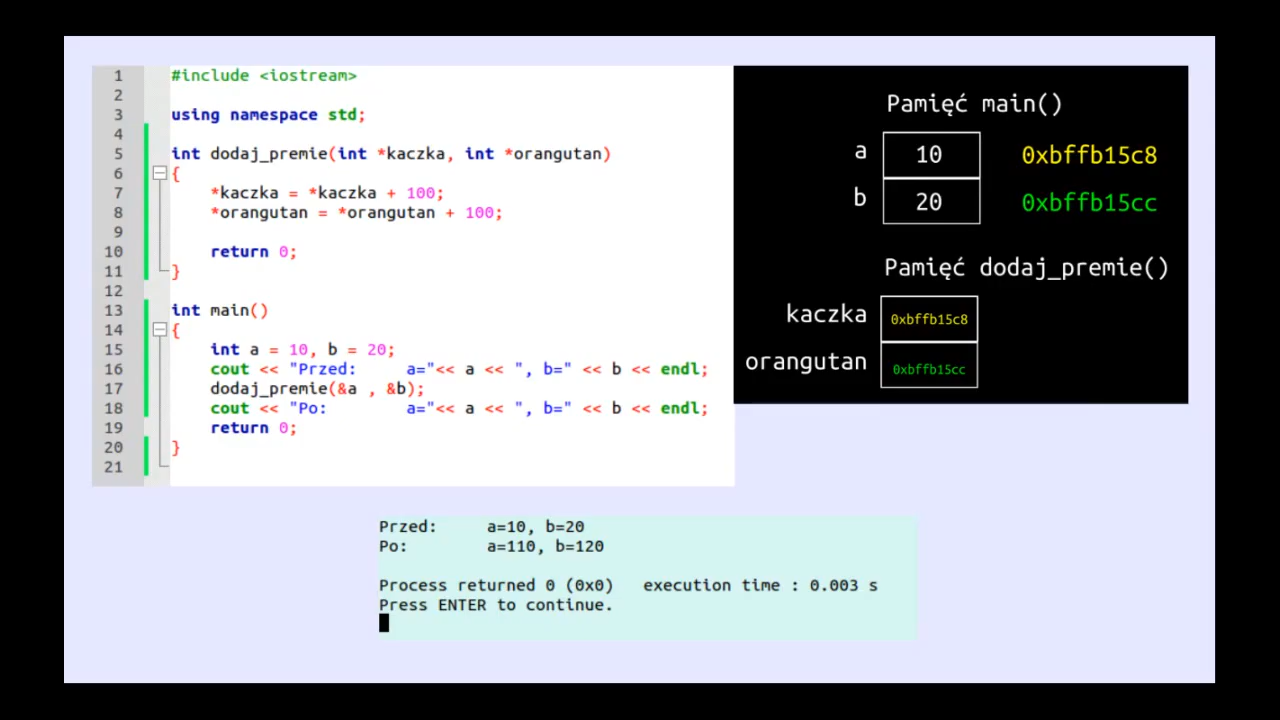 1 #include <iostream>
2
3 using namespace std;
4
5 int dodaj_premie(int *kaczka, int *orangutan)
6 {
7 *kaczka = *kaczka + 100;
8 *orangutan = *orangutan + 100;
9
10 return 0;
11 }
12
13 int main()
14 {
15 int a = 10, b = 20;
16 cout << "Przed:     a="<< a << ", b=" << b << endl;
17 dodaj_premie(&a , &b);
18 cout << "Po:        a="<< a << ", b=" << b << endl;
19 return 0;
20 }
21
Pamięć main()
a 10 0xbffb15c8
b 20 0xbffb15cc
Pamięć dodaj_premie()
kaczka 0xbffb15c8
orangutan 0xbffb15cc
Przed:     a=10, b=20
Po:        a=110, b=120
Process returned 0 (0x0)   execution time : 0.003 s
Press ENTER to continue.